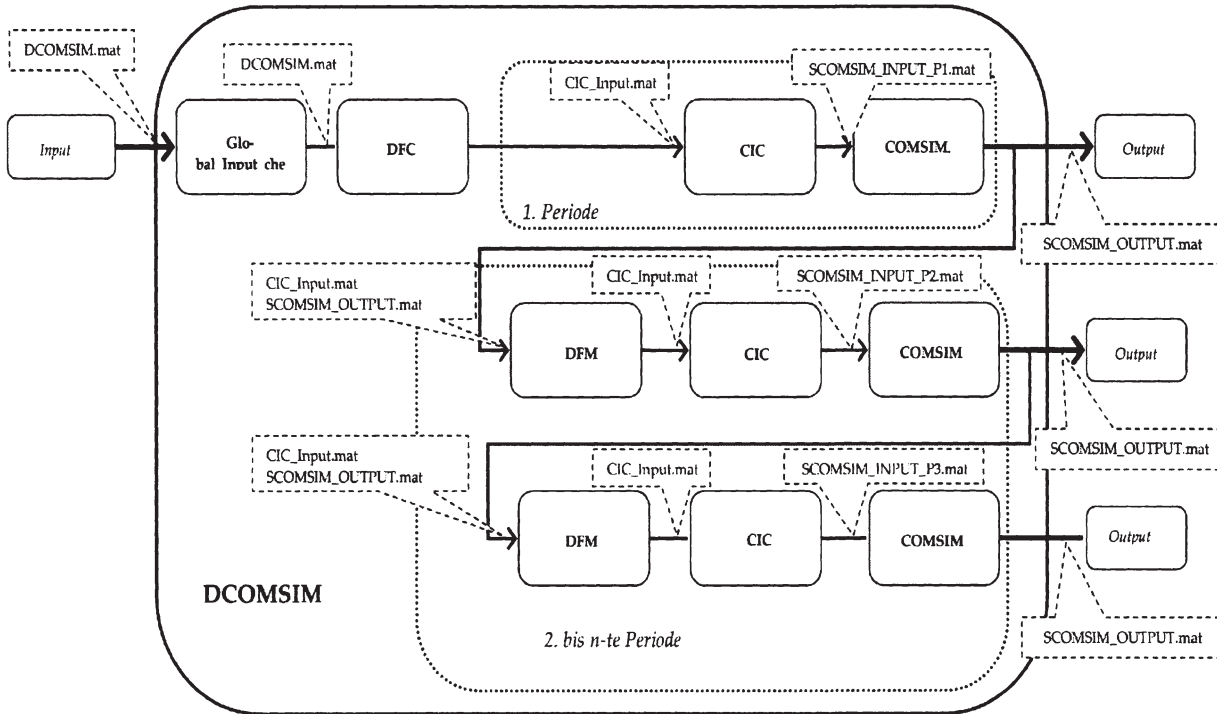 DCOMSIM.mat
DCOMSIM.mat
CIC_Input.mat
SCOMSIM_INPUT_P1.mat
Input
Glo-
bal Input che
DFC
CIC
COMSIM.
Output
1. Periode
SCOMSIM_OUTPUT.mat
CIC_Input.mat
SCOMSIM_OUTPUT.mat
CIC_Input.mat
SCOMSIM_INPUT_P2.mat
DFM
CIC
COMSIM
Output
SCOMSIM_OUTPUT.mat
CIC_Input.mat
SCOMSIM_OUTPUT.mat
CIC_Input.mat
SCOMSIM_INPUT_P3.mat
DFM
CIC
COMSIM
Output
DCOMSIM
2. bis n-te Periode
SCOMSIM_OUTPUT.mat